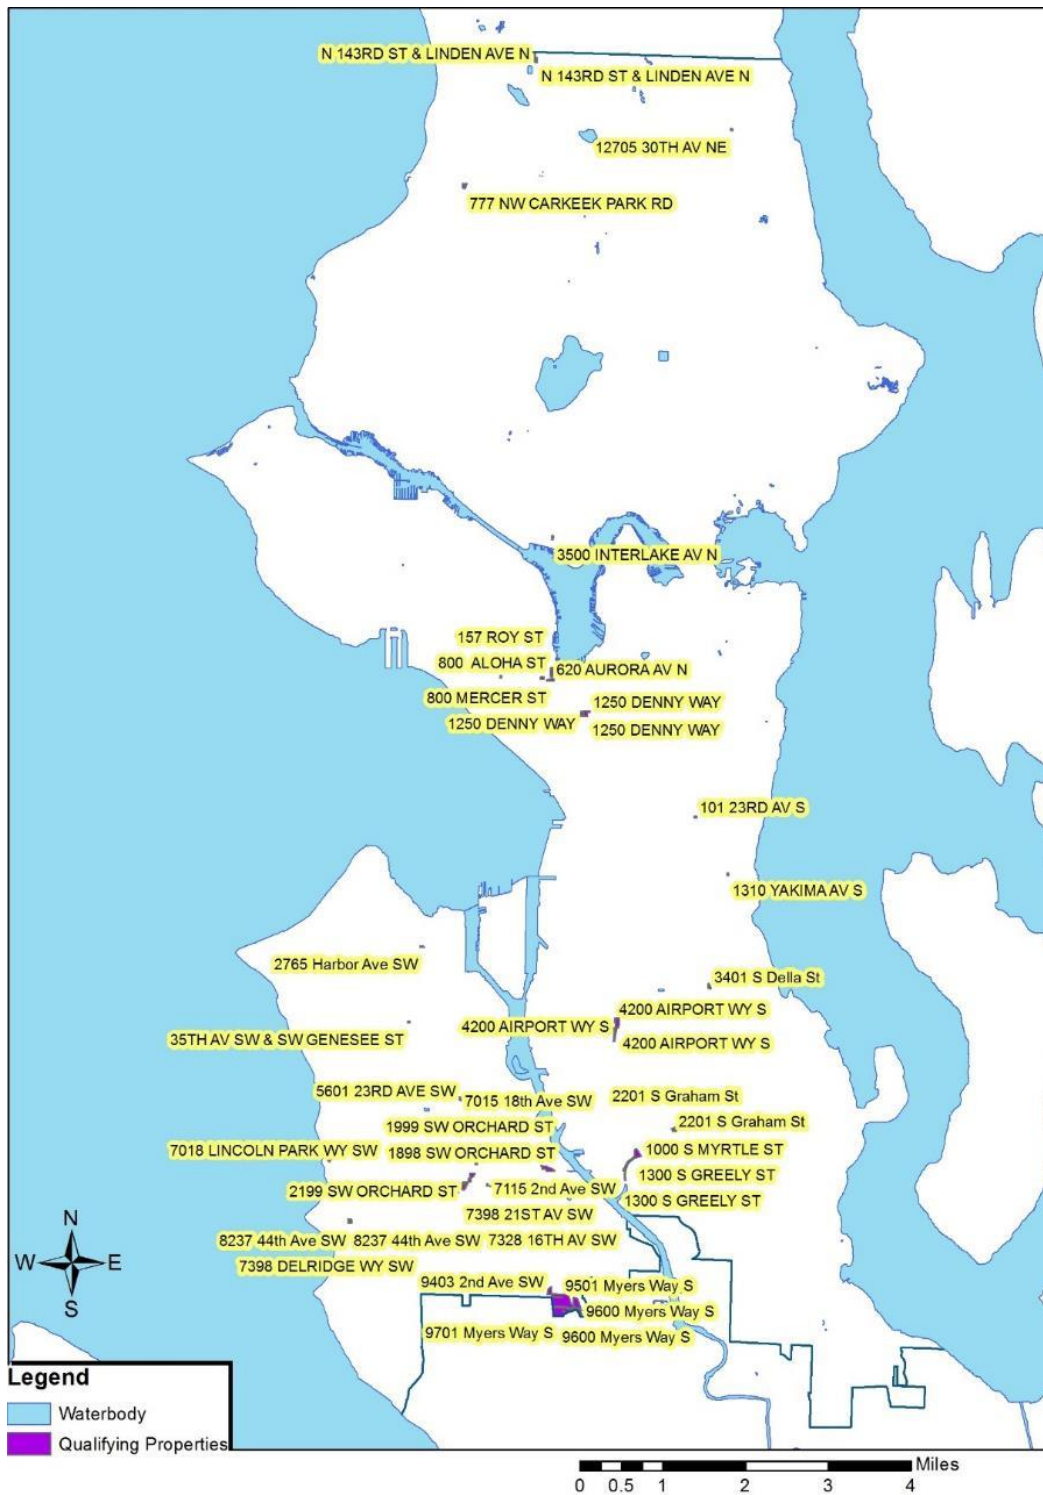 N 143RD ST & LINDEN AVE N
N 143RD ST & LINDEN AVE N
12705 30TH AV NE
777 NW CARKEEK PARK RD
3500 INTERLAKE AV N
157 ROY ST
800 ALOHA ST
620 AURORA AV N
800 MERCER ST
1250 DENNY WAY
1250 DENNY WAY
1250 DENNY WAY
101 23RD AV S
1310 YAKIMA AV S
2765 Harbor Ave SW
3401 S Della St
4200 AIRPORT WY S
4200 AIRPORT WY S
35TH AV SW & SW GENESEE ST
4200 AIRPORT WY S
5601 23RD AVE SW
7015 18th Ave SW
2201 S Graham St
1999 SW ORCHARD ST
2201 S Graham St
7018 LINCOLN PARK WY SW
1898 SW ORCHARD ST
1000 S MYRTLE ST
1300 S GREELY ST
2199 SW ORCHARD ST
7115 2nd Ave SW
1300 S GREELY ST
7398 21ST AV SW
8237 44th Ave SW
8237 44th Ave SW
7328 16TH AV SW
7398 DELRIDGE WY SW
9403 2nd Ave SW
9501 Myers Way S
9600 Myers Way S
9701 Myers Way S
9600 Myers Way S
N
W
E
S
Legend
Waterbody
Qualifying Properties
Miles
0 0.5 1 2 3 4